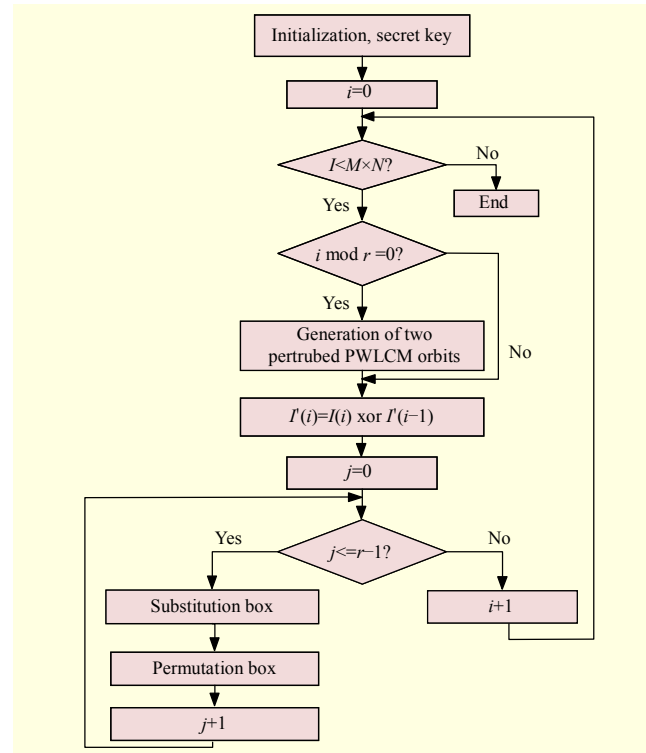 Initialization, secret key
i=0
I<M×N?
No
End
Yes
i mod r =0?
Yes
Generation of two
pertrubed PWLCM orbits
No
I'(i)=I(i) xor I'(i−1)
j=0
Yes
j<=r−1?
No
Substitution box
i+1
Permutation box
j+1